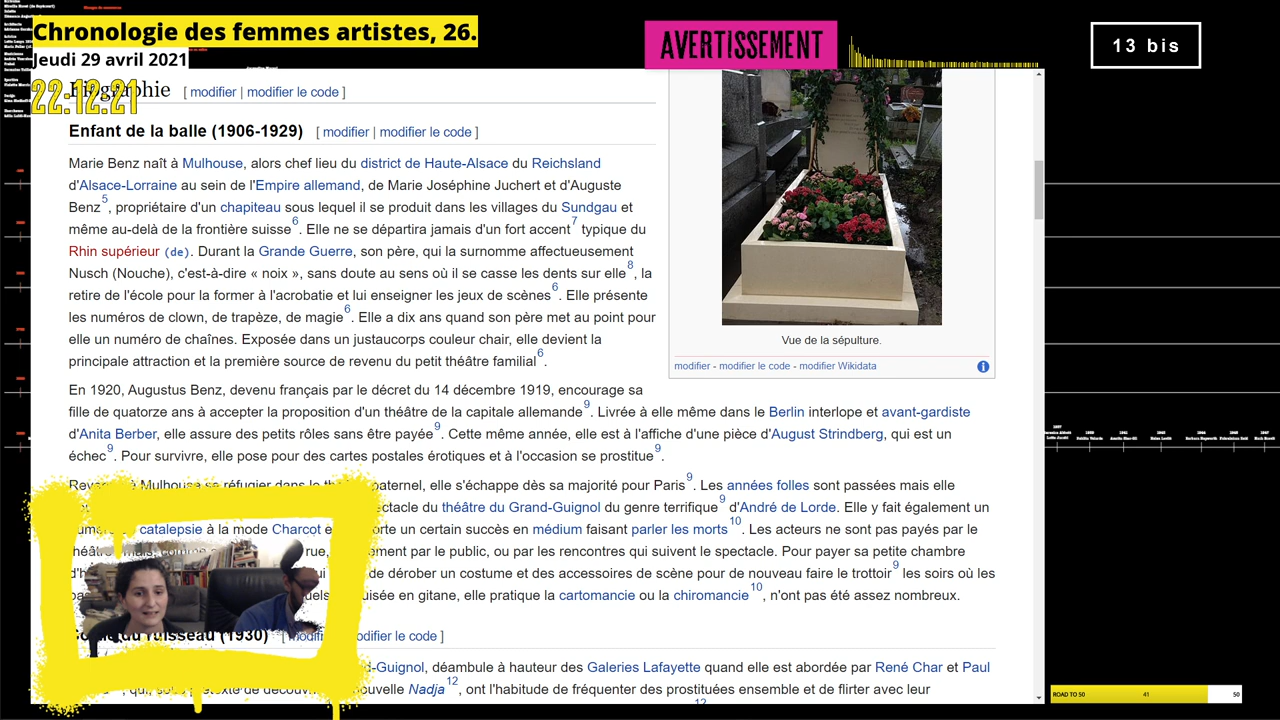 Chronologie des femmes artistes, 26.
jeudi 29 avril 2021
22:12:21
AVERTISSEMENT
13 bis
Biographie [ modifier | modifier le code ]
Enfant de la balle (1906-1929) [ modifier | modifier le code ]
Marie Benz naît à Mulhouse, alors chef lieu du district de Haute-Alsace du Reichsland
d'Alsace-Lorraine au sein de l'Empire allemand, de Marie Joséphine Juchert et d'Auguste
Benz5, propriétaire d'un chapiteau sous lequel il se produit dans les villages du Sundgau et
même au-delà de la frontière suisse6. Elle ne se départira jamais d'un fort accent7 typique du
Rhin supérieur (de). Durant la Grande Guerre, son père, qui la surnomme affectueusement
Nusch (Nouche), c'est-à-dire « noix », sans doute au sens où il se casse les dents sur elle8, la
retire de l'école pour la former à l'acrobatie et lui enseigner les jeux de scènes6. Elle présente
les numéros de clown, de trapèze, de magie6. Elle a dix ans quand son père met au point pour
elle un numéro de chaînes. Exposée dans un justaucorps couleur chair, elle devient la
principale attraction et la première source de revenu du petit théâtre familial6.
Vue de la sépulture.
modifier - modifier le code - modifier Wikidata
En 1920, Augustus Benz, devenu français par le décret du 14 décembre 1919, encourage sa
fille de quatorze ans à accepter la proposition d'un théâtre de la capitale allemande9. Livrée à elle même dans le Berlin interlope et avant-gardiste
d'Anita Berber, elle assure des petits rôles sans être payée9. Cette même année, elle est à l'affiche d'une pièce d'August Strindberg, qui est un
échec9. Pour survivre, elle pose pour des cartes postales érotiques et à l'occasion se prostitue9.
à Mulhouse se réfugier dans le paternel, elle s'échappe dès sa majorité pour Paris9. Les années folles sont passées mais elle
théâtre du Grand-Guignol du genre terrifique9 d'André de Lorde. Elle y fait également un
catalepsie à la mode Charcot un certain succès en médium faisant parler les morts10. Les acteurs ne sont pas payés par le
rue, par le public, ou par les rencontres qui suivent le spectacle. Pour payer sa petite chambre
de dérober un costume et des accessoires de scène pour de nouveau faire le trottoir9 les soirs où les
en gitane, elle pratique la cartomancie ou la chiromancie10, n'ont pas été assez nombreux.
du ruisseau (1930) [ modifier le code ]
d-Guignol, déambule à hauteur des Galeries Lafayette quand elle est abordée par René Char et Paul
Nadja12, ont l'habitude de fréquenter des prostituées ensemble et de flirter avec leur
12
ROAD TO 50 41 50